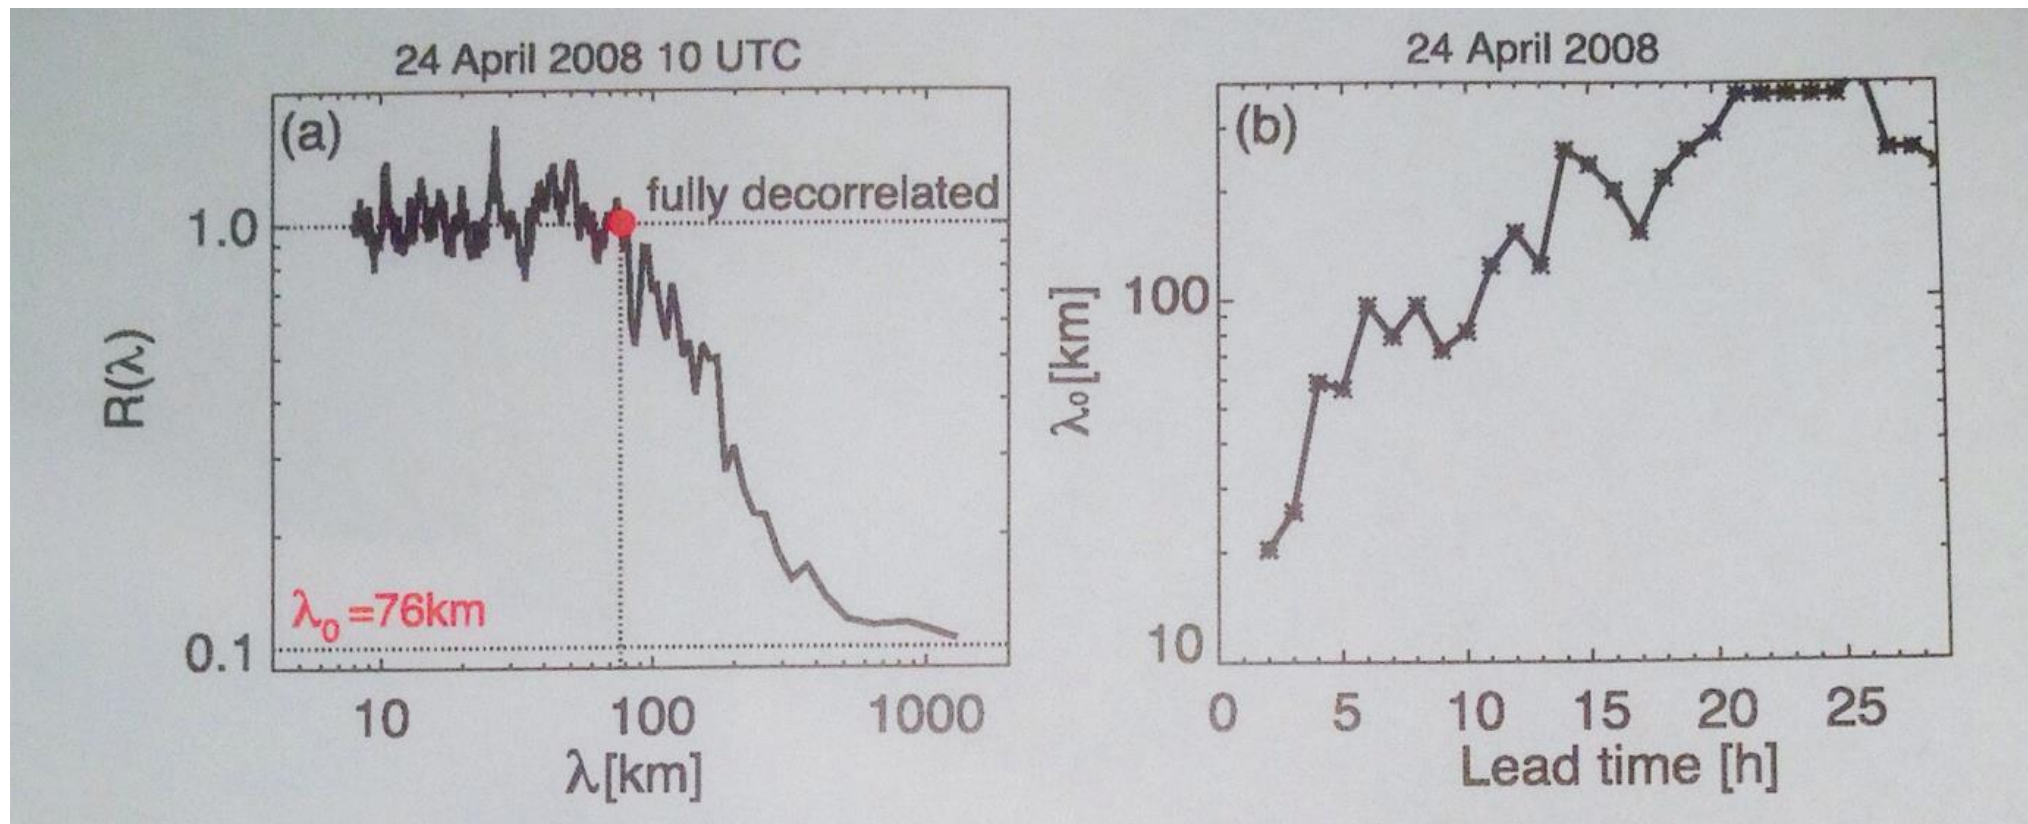 24 April 2008 10 UTC
(a)
fully decorrelated
1.0
R(λ)
λ₀=76km
0.1
10 100 1000
λ[km]
24 April 2008
(b)
100
λ₀[km]
10
0 5 10 15 20 25
Lead time [h]